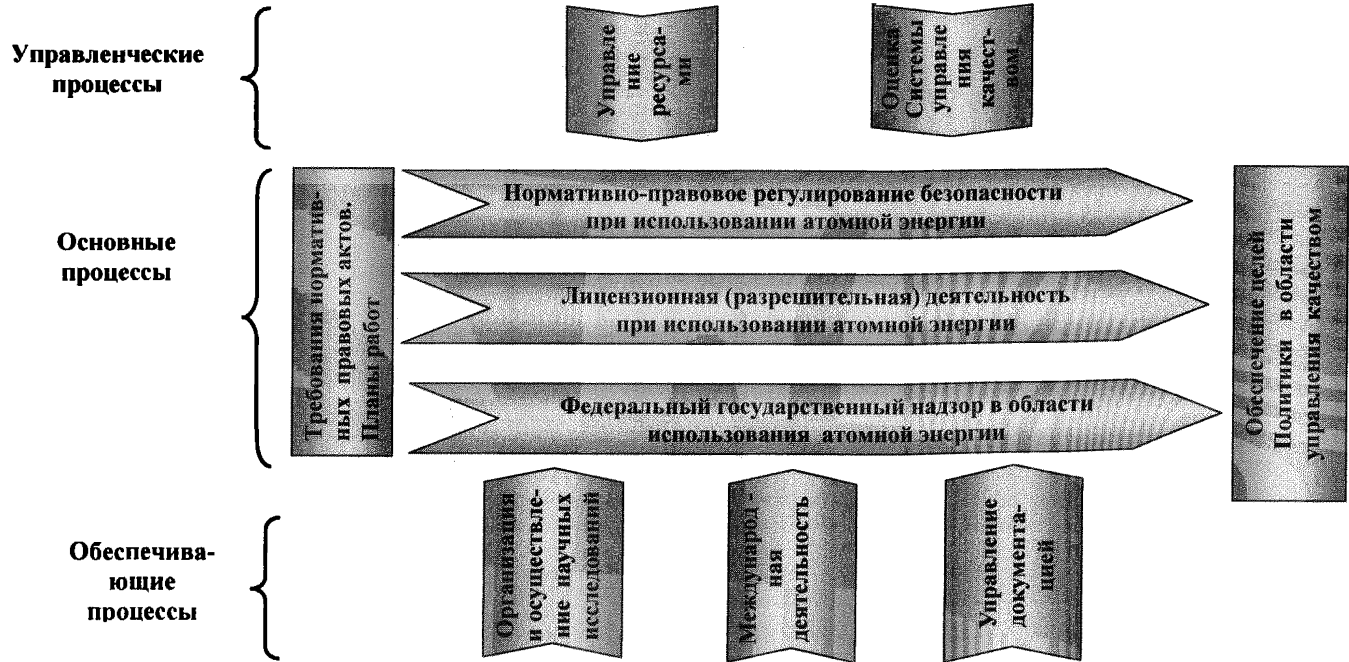 Управленческие
процессы
Управле
ние
ресурса-
ми
Оценка
Системы
управле
ния
качест-
вом
Основные
процессы
Требования норматив-
ных правовых актов.
Планы работ
Нормативно-правовое регулирование безопасности
при использовании атомной энергии
Лицензионная (разрешительная) деятельность
при использовании атомной энергии
Федеральный государственный надзор в области
использования атомной энергии
Обеспечение целей
Политики в области
управления качеством
Обеспечива-
ющие
процессы
Организация
и осуществле-
ние научных
исследований
Международ -
ная
деятельность
Управление
документа-
цией